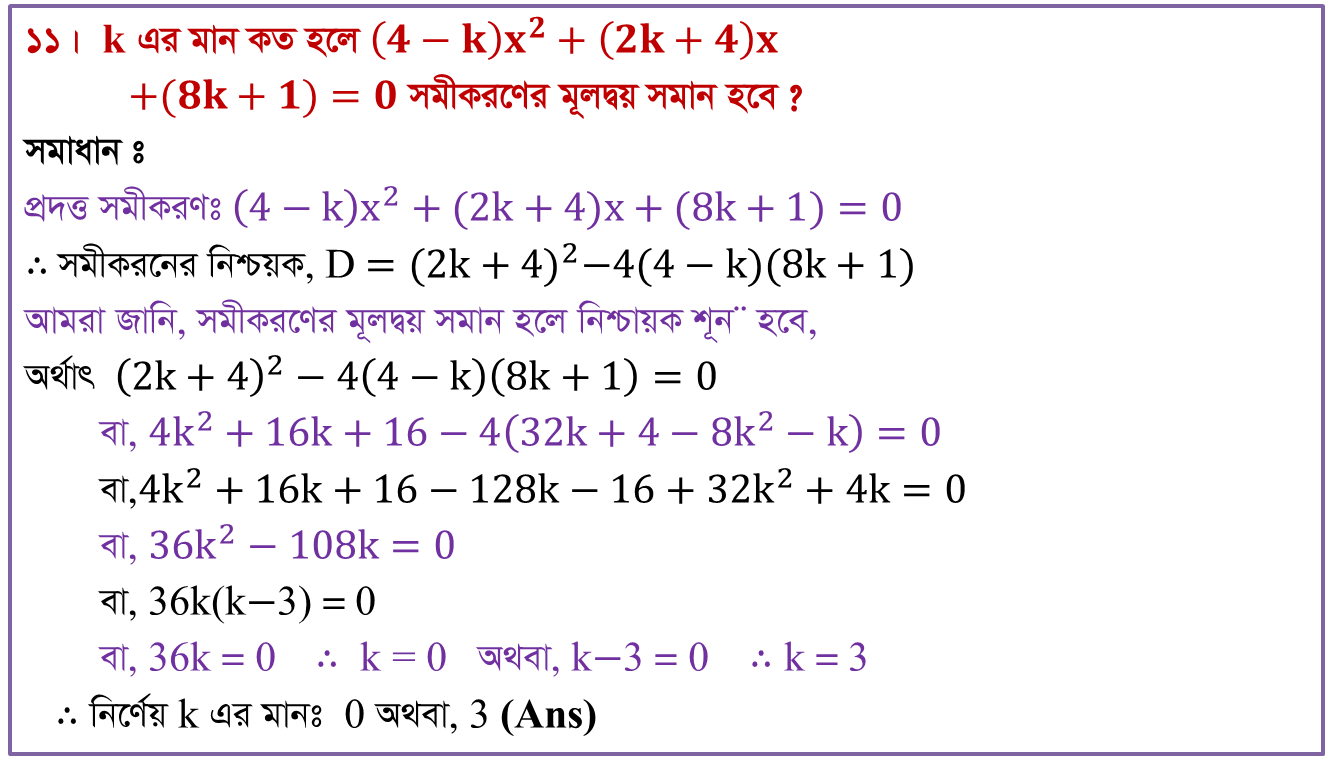 ১১। k এর মান কত হলে (4 − k)x² + (2k + 4)x
+(8k + 1) = 0 সমীকরণের মূলদ্বয় সমান হবে ?
সমাধান ঃ
প্রদত্ত সমীকরণঃ (4 − k)x² + (2k + 4)x + (8k + 1) = 0
∴ সমীকরনের নিশ্চয়ক, D = (2k + 4)²−4(4 − k)(8k + 1)
আমরা জানি, সমীকরণের মূলদ্বয় সমান হলে নিশ্চায়ক শূন¨ হবে,
অর্থাৎ (2k + 4)² − 4(4 − k)(8k + 1) = 0
বা, 4k² + 16k + 16 − 4(32k + 4 − 8k² − k) = 0
বা,4k² + 16k + 16 − 128k − 16 + 32k² + 4k = 0
বা, 36k² − 108k = 0
বা, 36k(k−3) = 0
বা, 36k = 0 ∴ k = 0 অথবা, k−3 = 0 ∴ k = 3
∴ নির্ণেয় k এর মানঃ 0 অথবা, 3 (Ans)